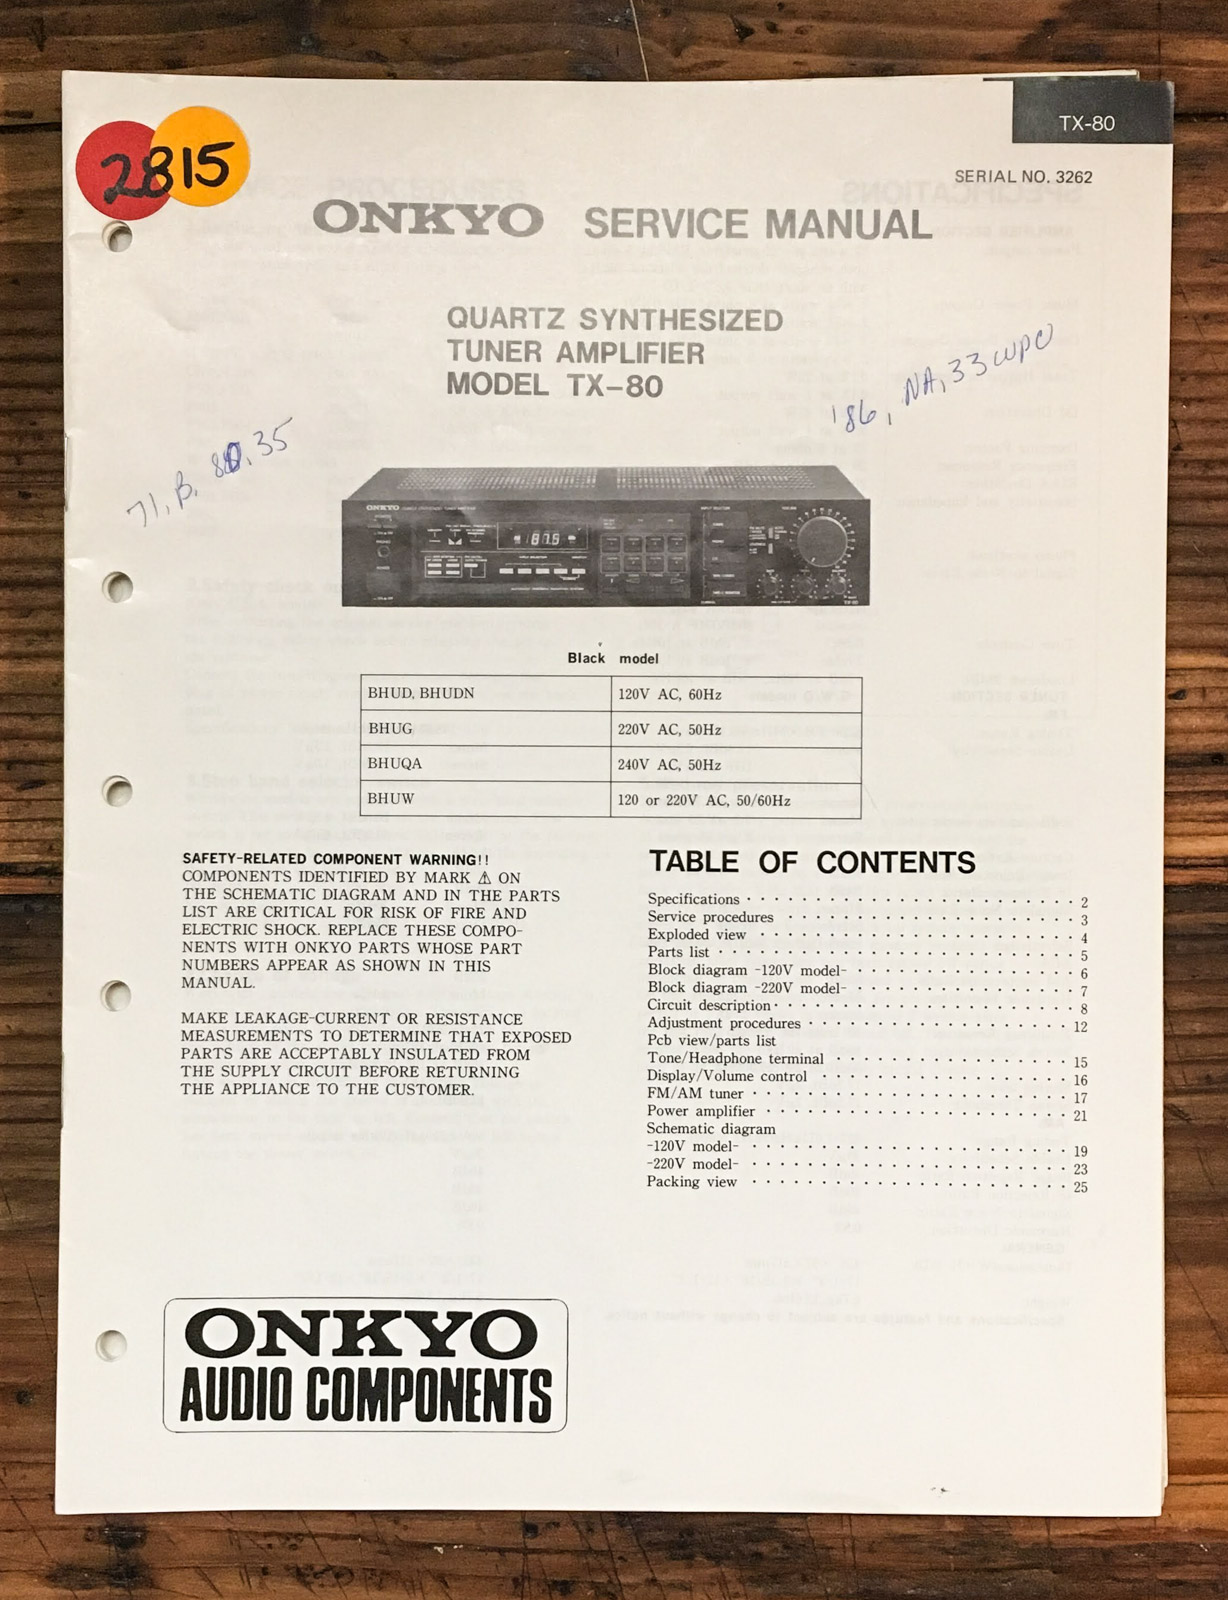 TX-80
2815
SERIAL NO. 3262
ONKYO SERVICE MANUAL
QUARTZ SYNTHESIZED
TUNER AMPLIFIER
MODEL TX-80
'86, NA, 33 WPC
71, B, 80, 35
ONKYO
87.5
Black model
BHUD, BHUDN 120V AC, 60Hz
BHUG 220V AC, 50Hz
BHUQA 240V AC, 50Hz
BHUW 120 or 220V AC, 50/60Hz
SAFETY-RELATED COMPONENT WARNING!!
COMPONENTS IDENTIFIED BY MARK ⚠ ON
THE SCHEMATIC DIAGRAM AND IN THE PARTS
LIST ARE CRITICAL FOR RISK OF FIRE AND
ELECTRIC SHOCK. REPLACE THESE COMPO-
NENTS WITH ONKYO PARTS WHOSE PART
NUMBERS APPEAR AS SHOWN IN THIS
MANUAL.
MAKE LEAKAGE-CURRENT OR RESISTANCE
MEASUREMENTS TO DETERMINE THAT EXPOSED
PARTS ARE ACCEPTABLY INSULATED FROM
THE SUPPLY CIRCUIT BEFORE RETURNING
THE APPLIANCE TO THE CUSTOMER.
TABLE OF CONTENTS
Specifications 2
Service procedures 3
Exploded view 4
Parts list 5
Block diagram -120V model- 6
Block diagram -220V model- 7
Circuit description 8
Adjustment procedures 12
Pcb view/parts list
Tone/Headphone terminal 15
Display/Volume control 16
FM/AM tuner 17
Power amplifier 21
Schematic diagram
-120V model- 19
-220V model- 23
Packing view 25
ONKYO
AUDIO COMPONENTS